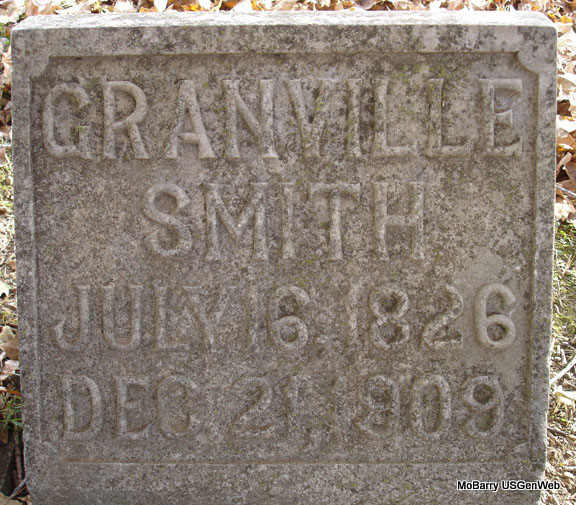 GRANVILLE
SMITH
JULY 16, 1826
DEC 21, 1909
MoBarry USGenWeb